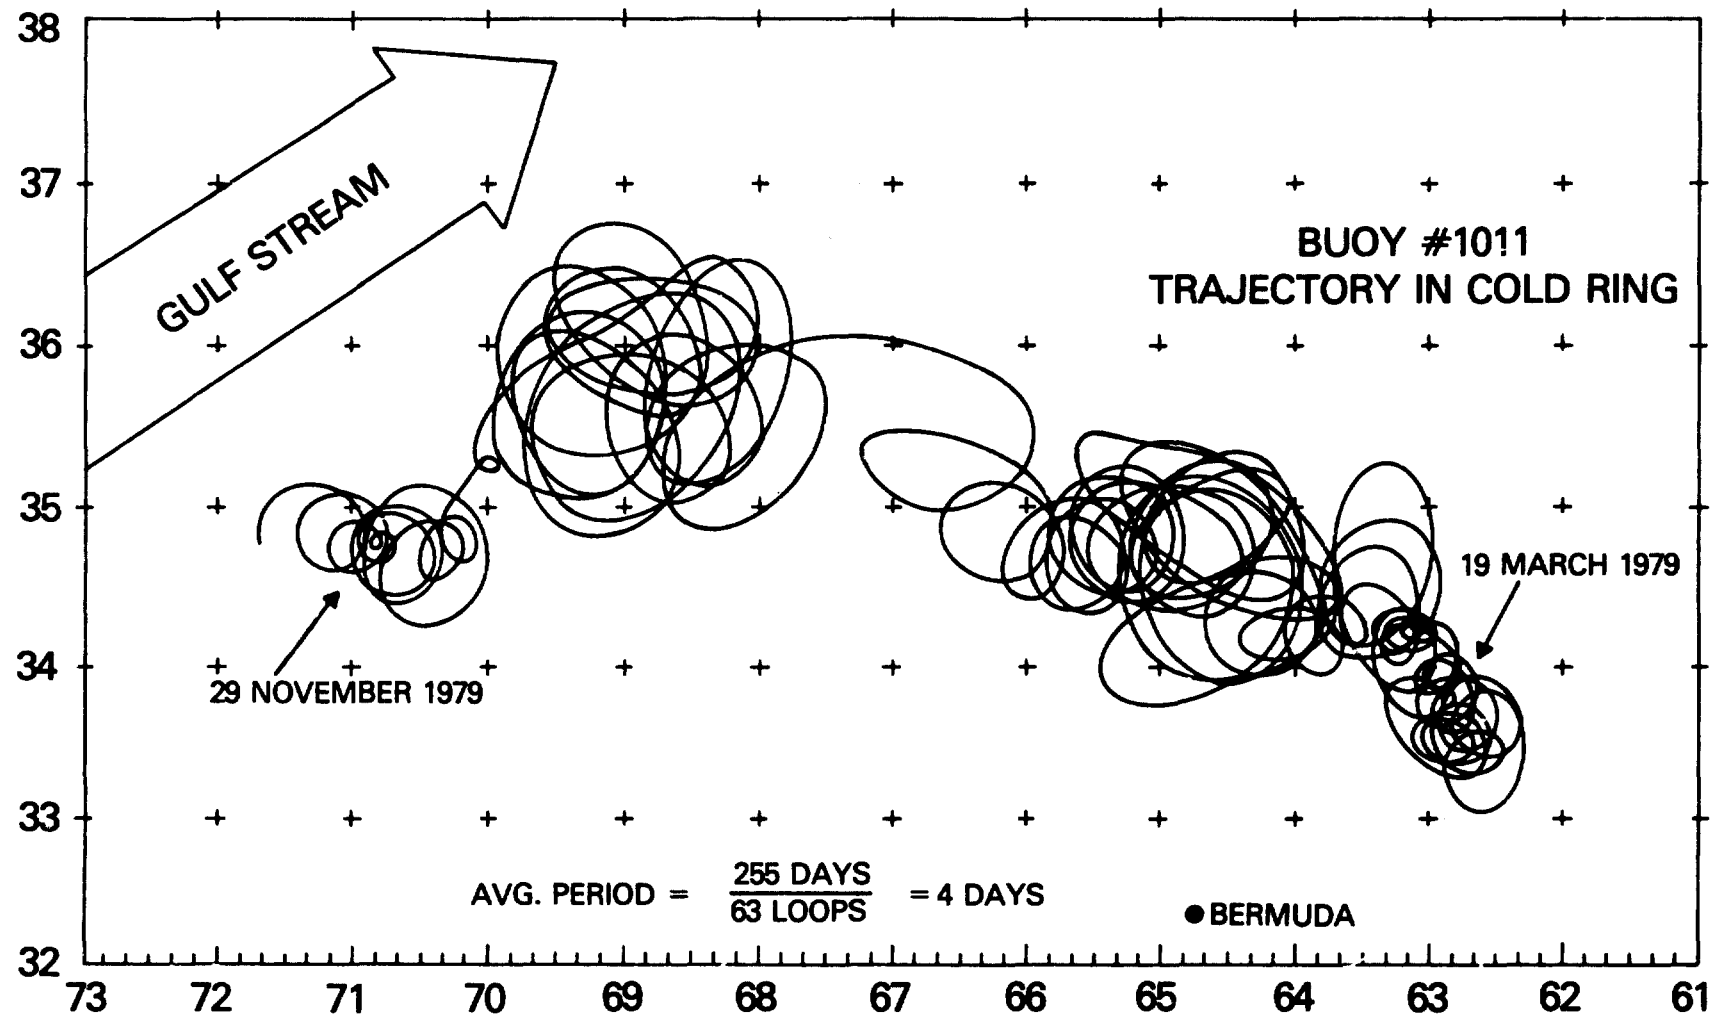 38
37
36
35
34
33
32
73 72 71 70 69 68 67 66 65 64 63 62 61
GULF STREAM
BUOY #1011
TRAJECTORY IN COLD RING
19 MARCH 1979
29 NOVEMBER 1979
AVG. PERIOD = 255 DAYS
63 LOOPS = 4 DAYS
BERMUDA